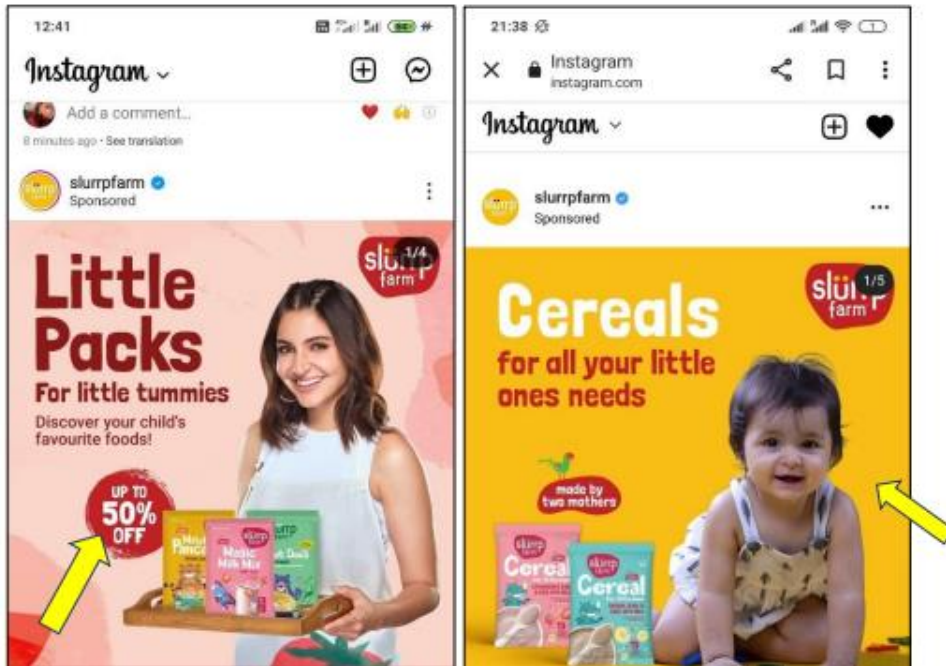 12:41
Instagram
Add a comment...
8 minutes ago · See translation
slurrpfarm
Sponsored
1/4
slurrp
farm
Little
Packs
For little tummies
Discover your child's
favourite foods!
UP TO
50%
OFF
Magic
Milk Mix
21:38
Instagram
instagram.com
Instagram
slurrpfarm
Sponsored
1/5
farm
Cereals
for all your little
ones needs
made by
two mothers
Cereal
Cereal